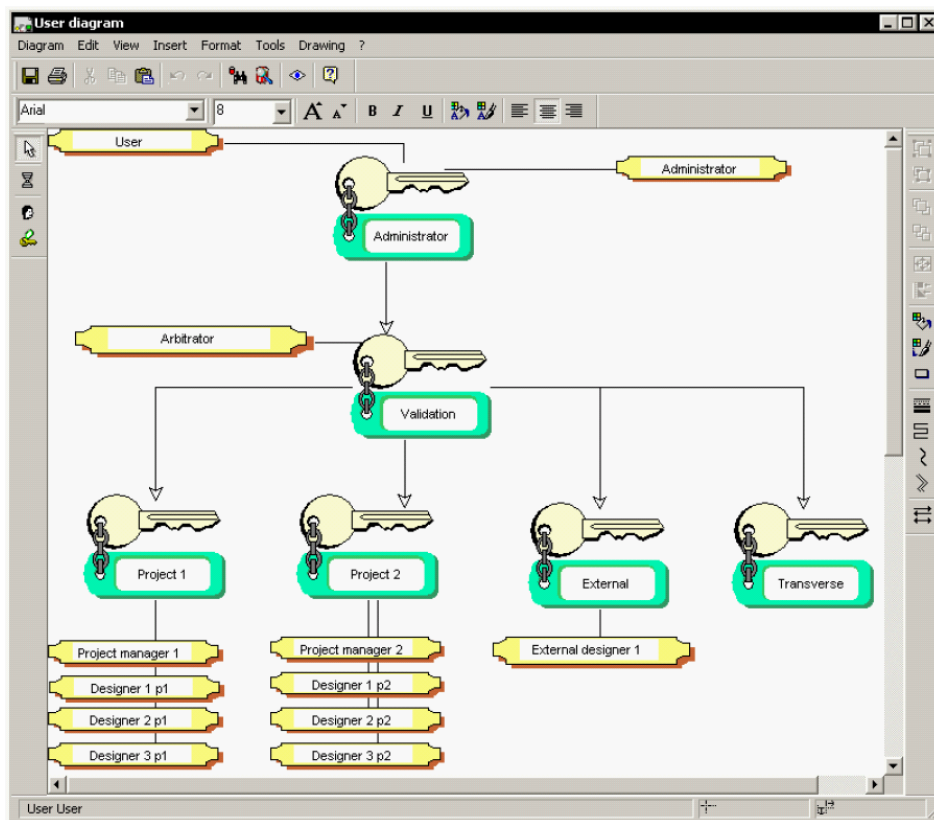 User diagram
Diagram Edit View Insert Format Tools Drawing ?
Arial 8 A A B I U
User
Administrator
Administrator
Arbitrator
Validation
Project 1
Project 2
External
Transverse
Project manager 1
Project manager 2
External designer 1
Designer 1 p1
Designer 1 p2
Designer 2 p1
Designer 2 p2
Designer 3 p1
Designer 3 p2
User User